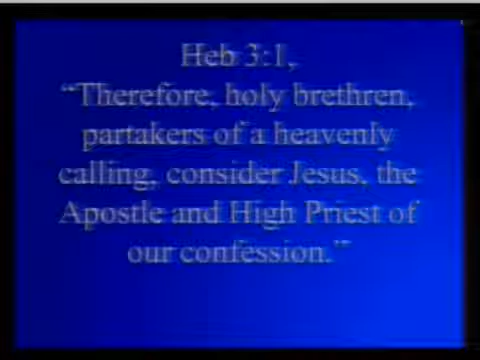 Heb 3:1,
“Therefore, holy brethren,
partakers of a heavenly
calling, consider Jesus, the
Apostle and High Priest of
our confession.”